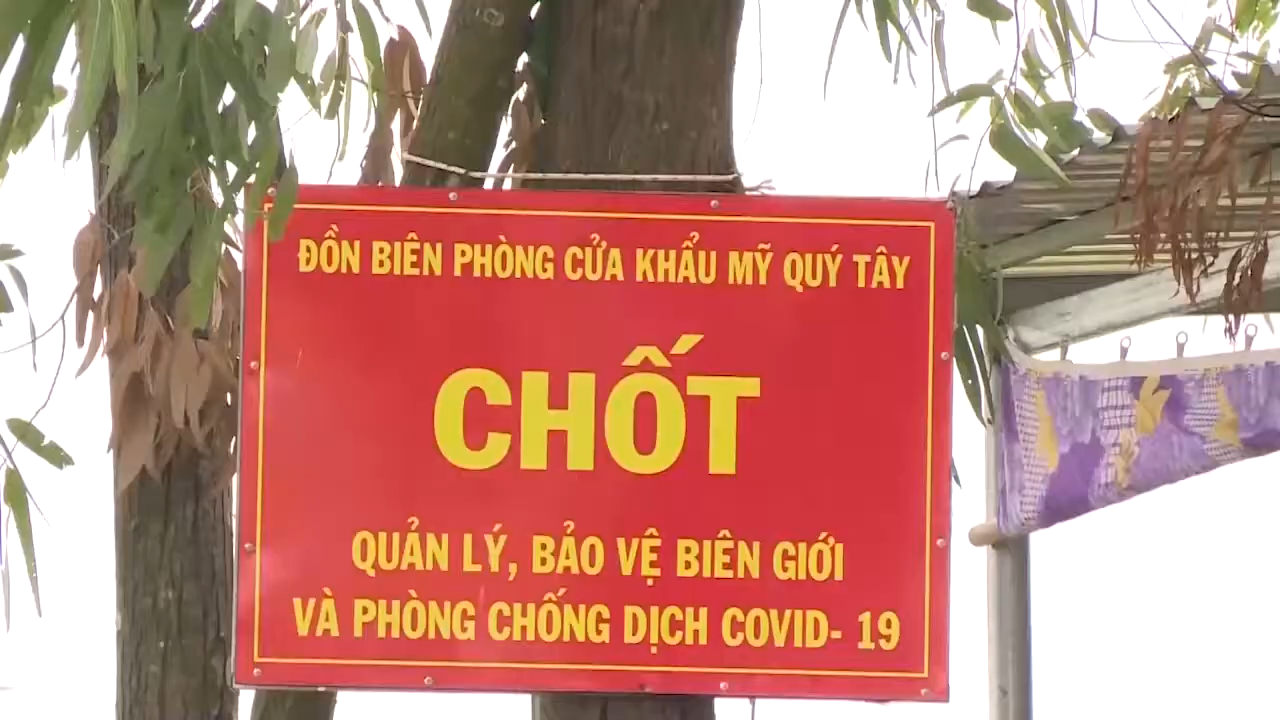 ĐỒN BIÊN PHÒNG CỬA KHẨU MỸ QUÝ TÂY
CHỐT
QUẢN LÝ, BẢO VỆ BIÊN GIỚI
VÀ PHÒNG CHỐNG DỊCH COVID- 19